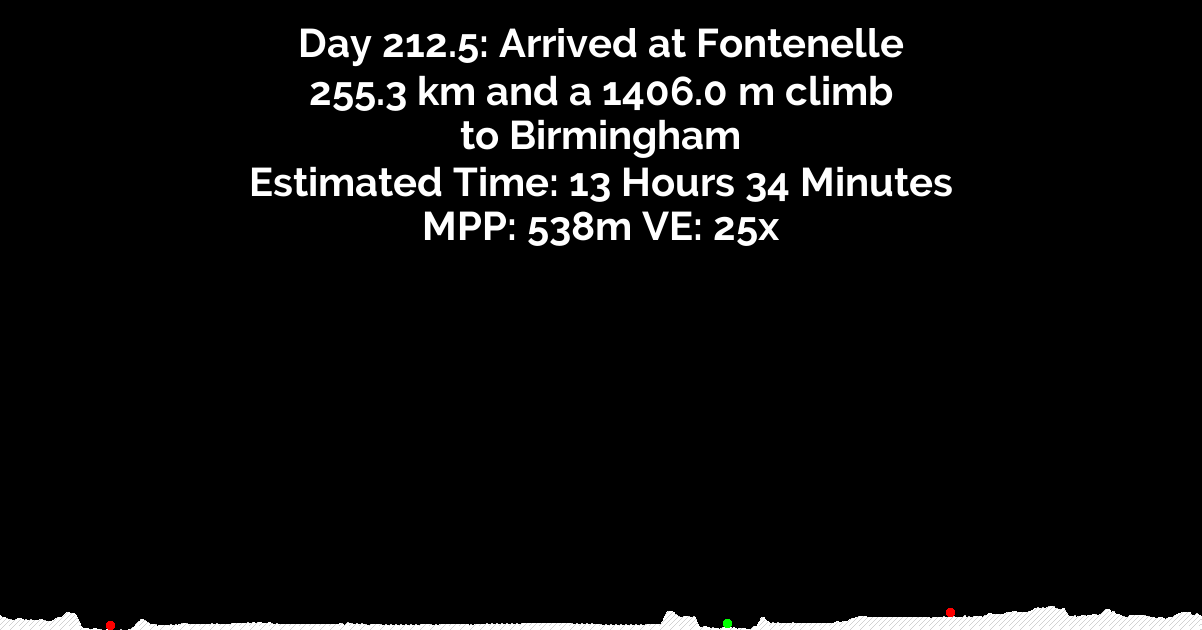 Day 212.5: Arrived at Fontenelle
255.3 km and a 1406.0 m climb
to Birmingham
Estimated Time: 13 Hours 34 Minutes
MPP: 538m VE: 25x